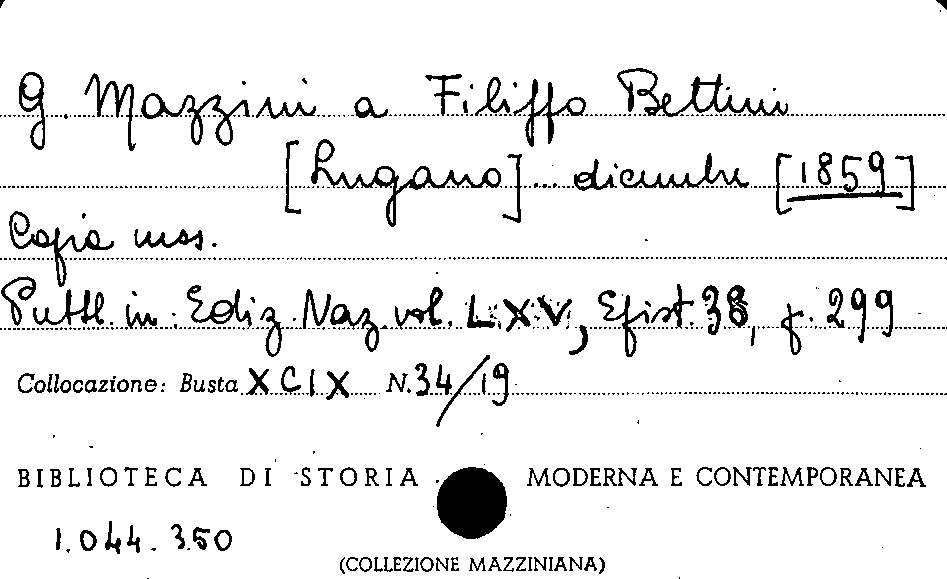 G. Mazzini a Filippo Bettini
[Lugano]... dicembre [1859]
Copia mss.
Pubbl. in: Ediz. Naz. vol. LXV, Epist. 38, p. 299
Collocazione: Busta XCIX N. 34/19
BIBLIOTECA DI STORIA MODERNA E CONTEMPORANEA
1.044.350
(COLLEZIONE MAZZINIANA)